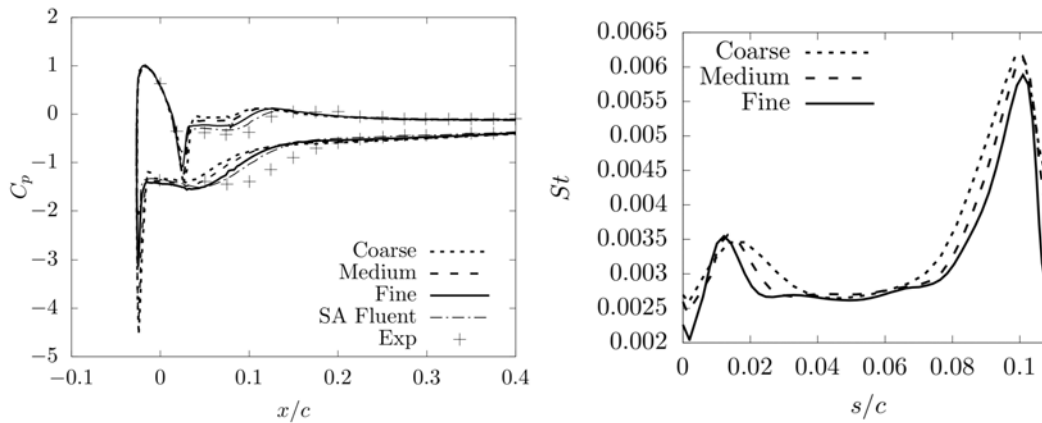 2
1
0
−1
−2
−3
−4
−5
C_p
−0.1
0
0.1
0.2
0.3
0.4
x/c
Coarse
Medium
Fine
SA Fluent
Exp
0.0065
0.006
0.0055
0.005
0.0045
0.004
0.0035
0.003
0.0025
0.002
St
0
0.02
0.04
0.06
0.08
0.1
s/c
Coarse
Medium
Fine